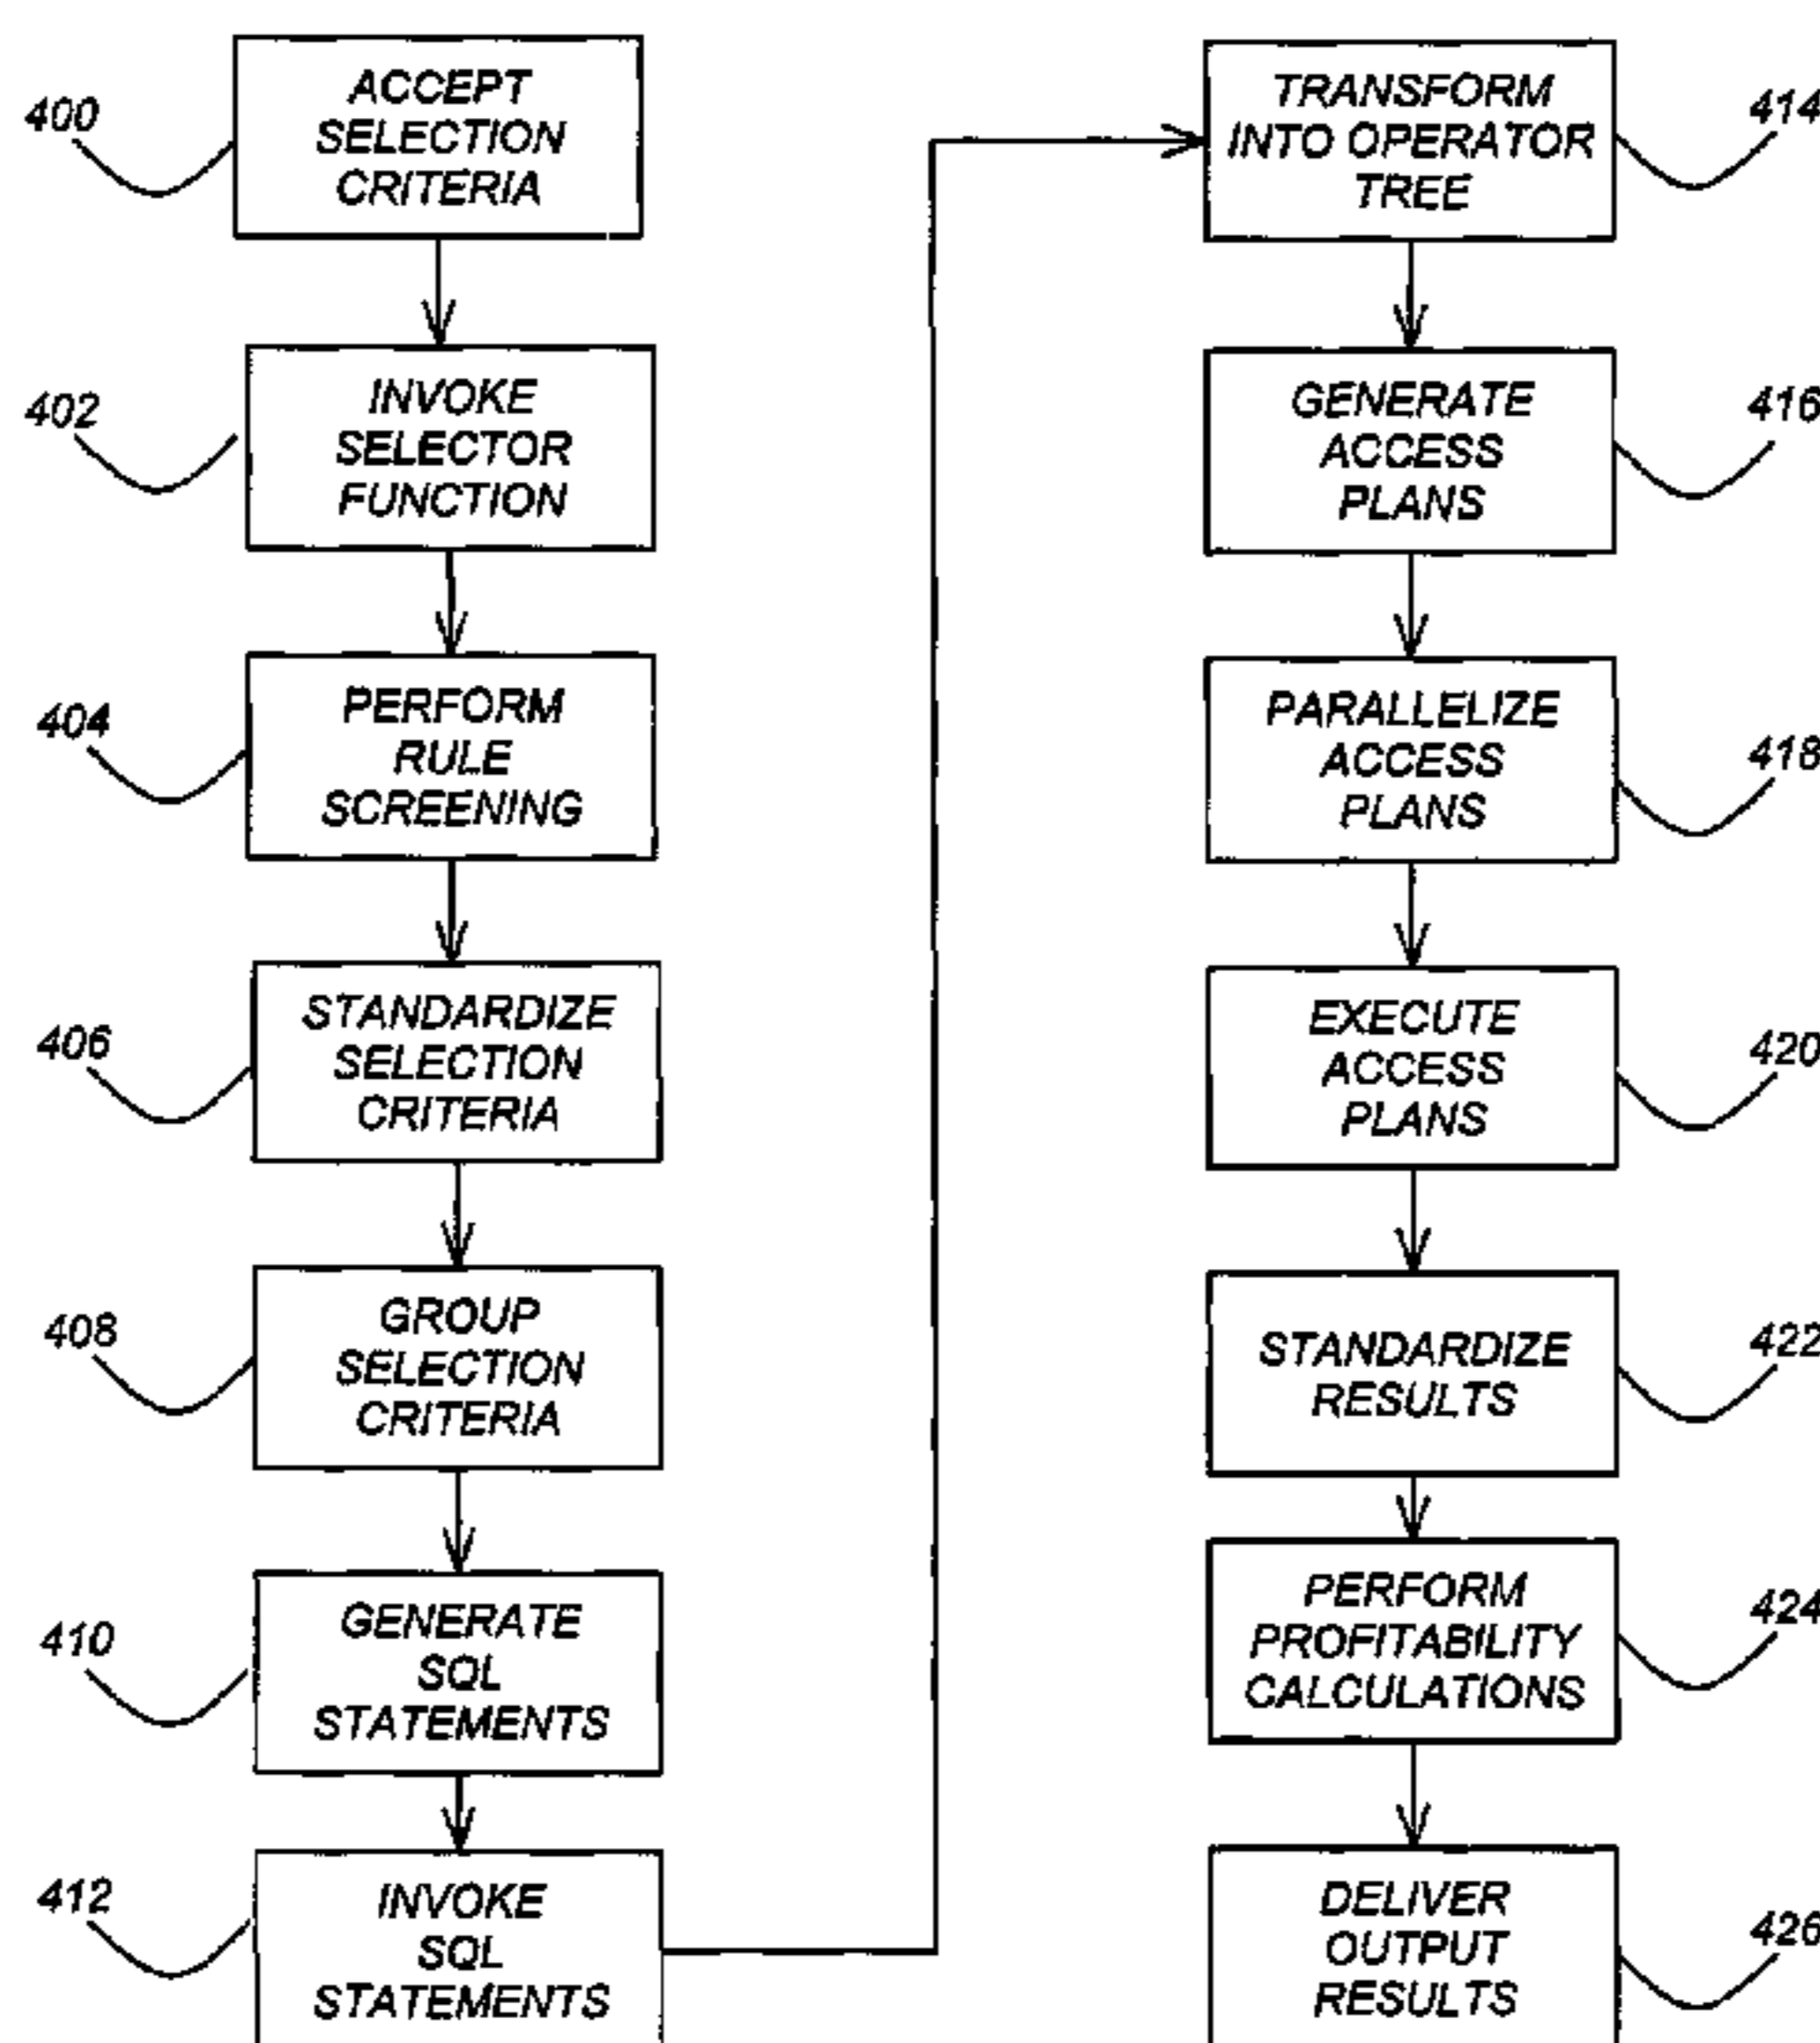 400
ACCEPT
SELECTION
CRITERIA
402
INVOKE
SELECTOR
FUNCTION
404
PERFORM
RULE
SCREENING
406
STANDARDIZE
SELECTION
CRITERIA
408
GROUP
SELECTION
CRITERIA
410
GENERATE
SQL
STATEMENTS
412
INVOKE
SQL
STATEMENTS
TRANSFORM
INTO OPERATOR
TREE
414
GENERATE
ACCESS
PLANS
416
PARALLELIZE
ACCESS
PLANS
418
EXECUTE
ACCESS
PLANS
420
STANDARDIZE
RESULTS
422
PERFORM
PROFITABILITY
CALCULATIONS
424
DELIVER
OUTPUT
RESULTS
426